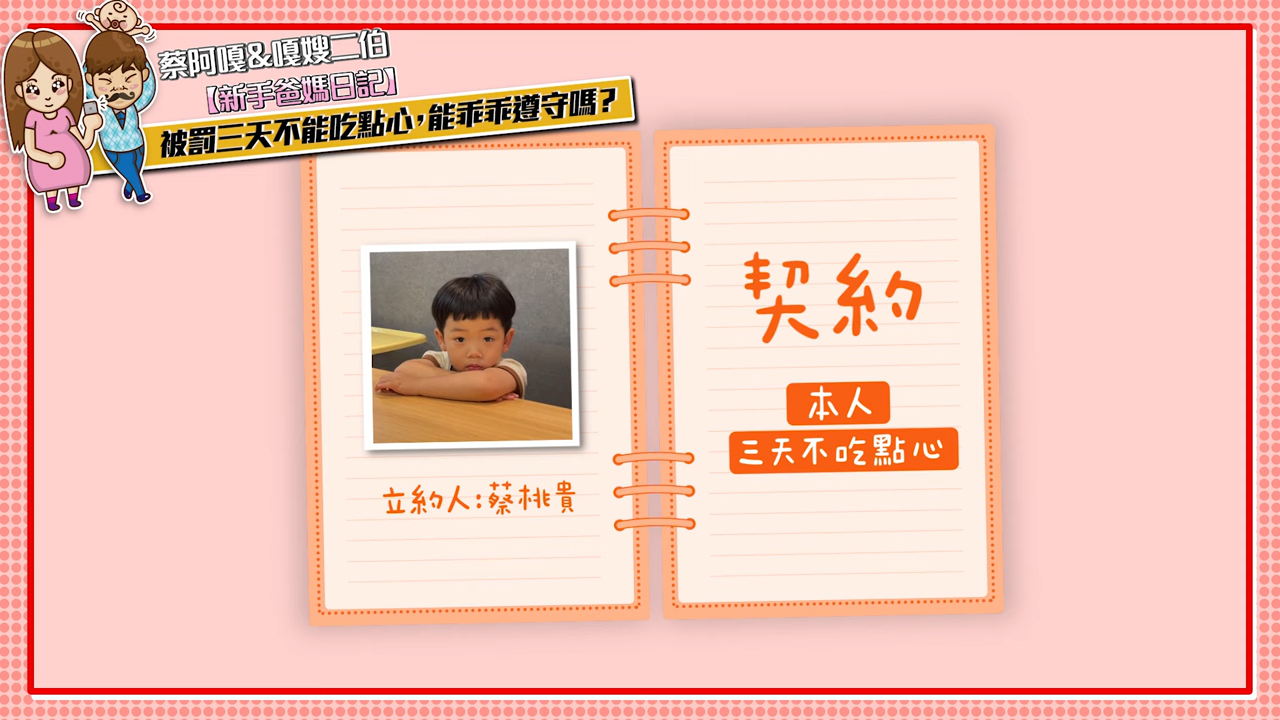 蔡阿嘎&嘎嫂二伯
【新手爸媽日記】
被罰三天不能吃點心,能乖乖遵守嗎?
契約
本人
三天不吃點心
立約人:蔡桃貴